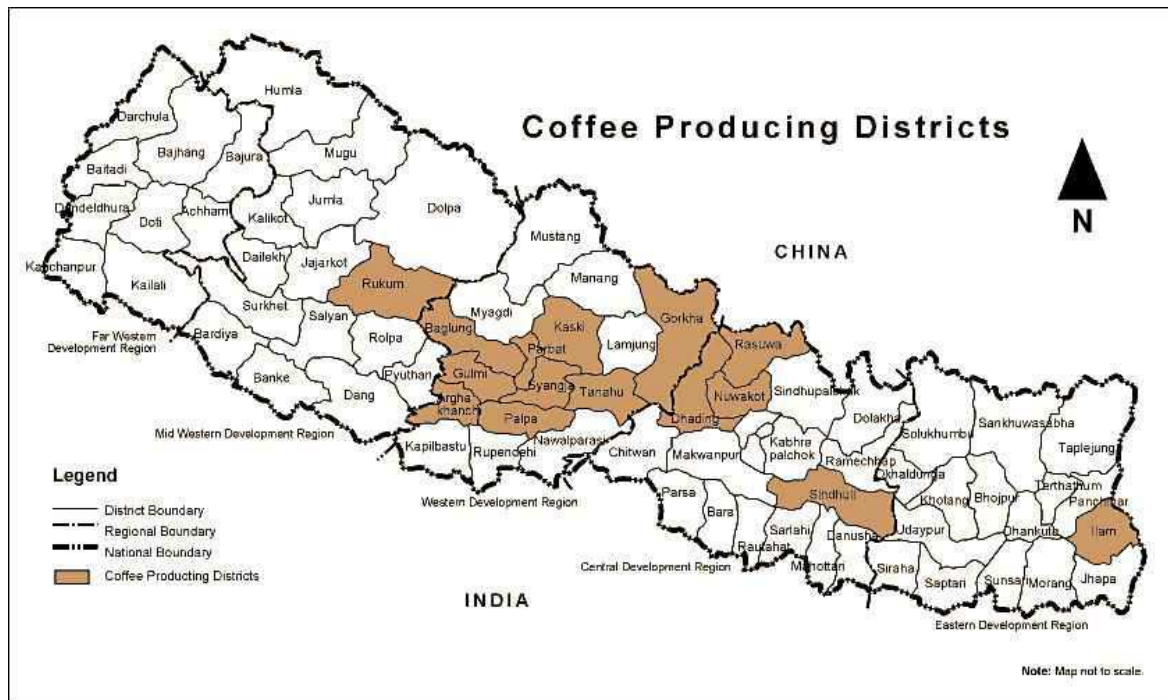 Coffee Producing Districts
N
CHINA
INDIA
Humla
Darchula
Bajhang
Bajura
Mugu
Baitadi
Dandeldhura
Doti
Achham
Kalikot
Jumla
Dolpa
Mustang
Manang
Dailekh
Jajarkot
Kanchanpur
Kailali
Rukum
Surkhet
Salyan
Myagdi
Kaski
Gorkha
Far Western
Development Region
Bardiya
Rolpa
Baglung
Parbat
Lamjung
Rasuwa
Banke
Dang
Pyuthan
Gulmi
Syangja
Tanahu
Nuwakot
Sindhupalchok
Dolakha
Argha
khanchi
Palpa
Dhading
Mid Western Development Region
Kapilbastu
Rupendehi
Nawalparasi
Chitwan
Makwanpur
Kabhre
palchok
Ramechhap
Solukhumbu
Sankhuwasabha
Taplejung
Okhaldunga
Khotang
Bhojpur
Terthathum
Panchthar
Western Development Region
Parsa
Bara
Rautahat
Sarlahi
Sindhuli
Danusha
Mahottari
Udaypur
Dhankuta
Ilam
Siraha
Saptari
Sunsari
Morang
Jhapa
Central Development Region
Eastern Development Region
Legend
District Boundary
Regional Boundary
National Boundary
Coffee Producting Districts
Note: Map not to scale.